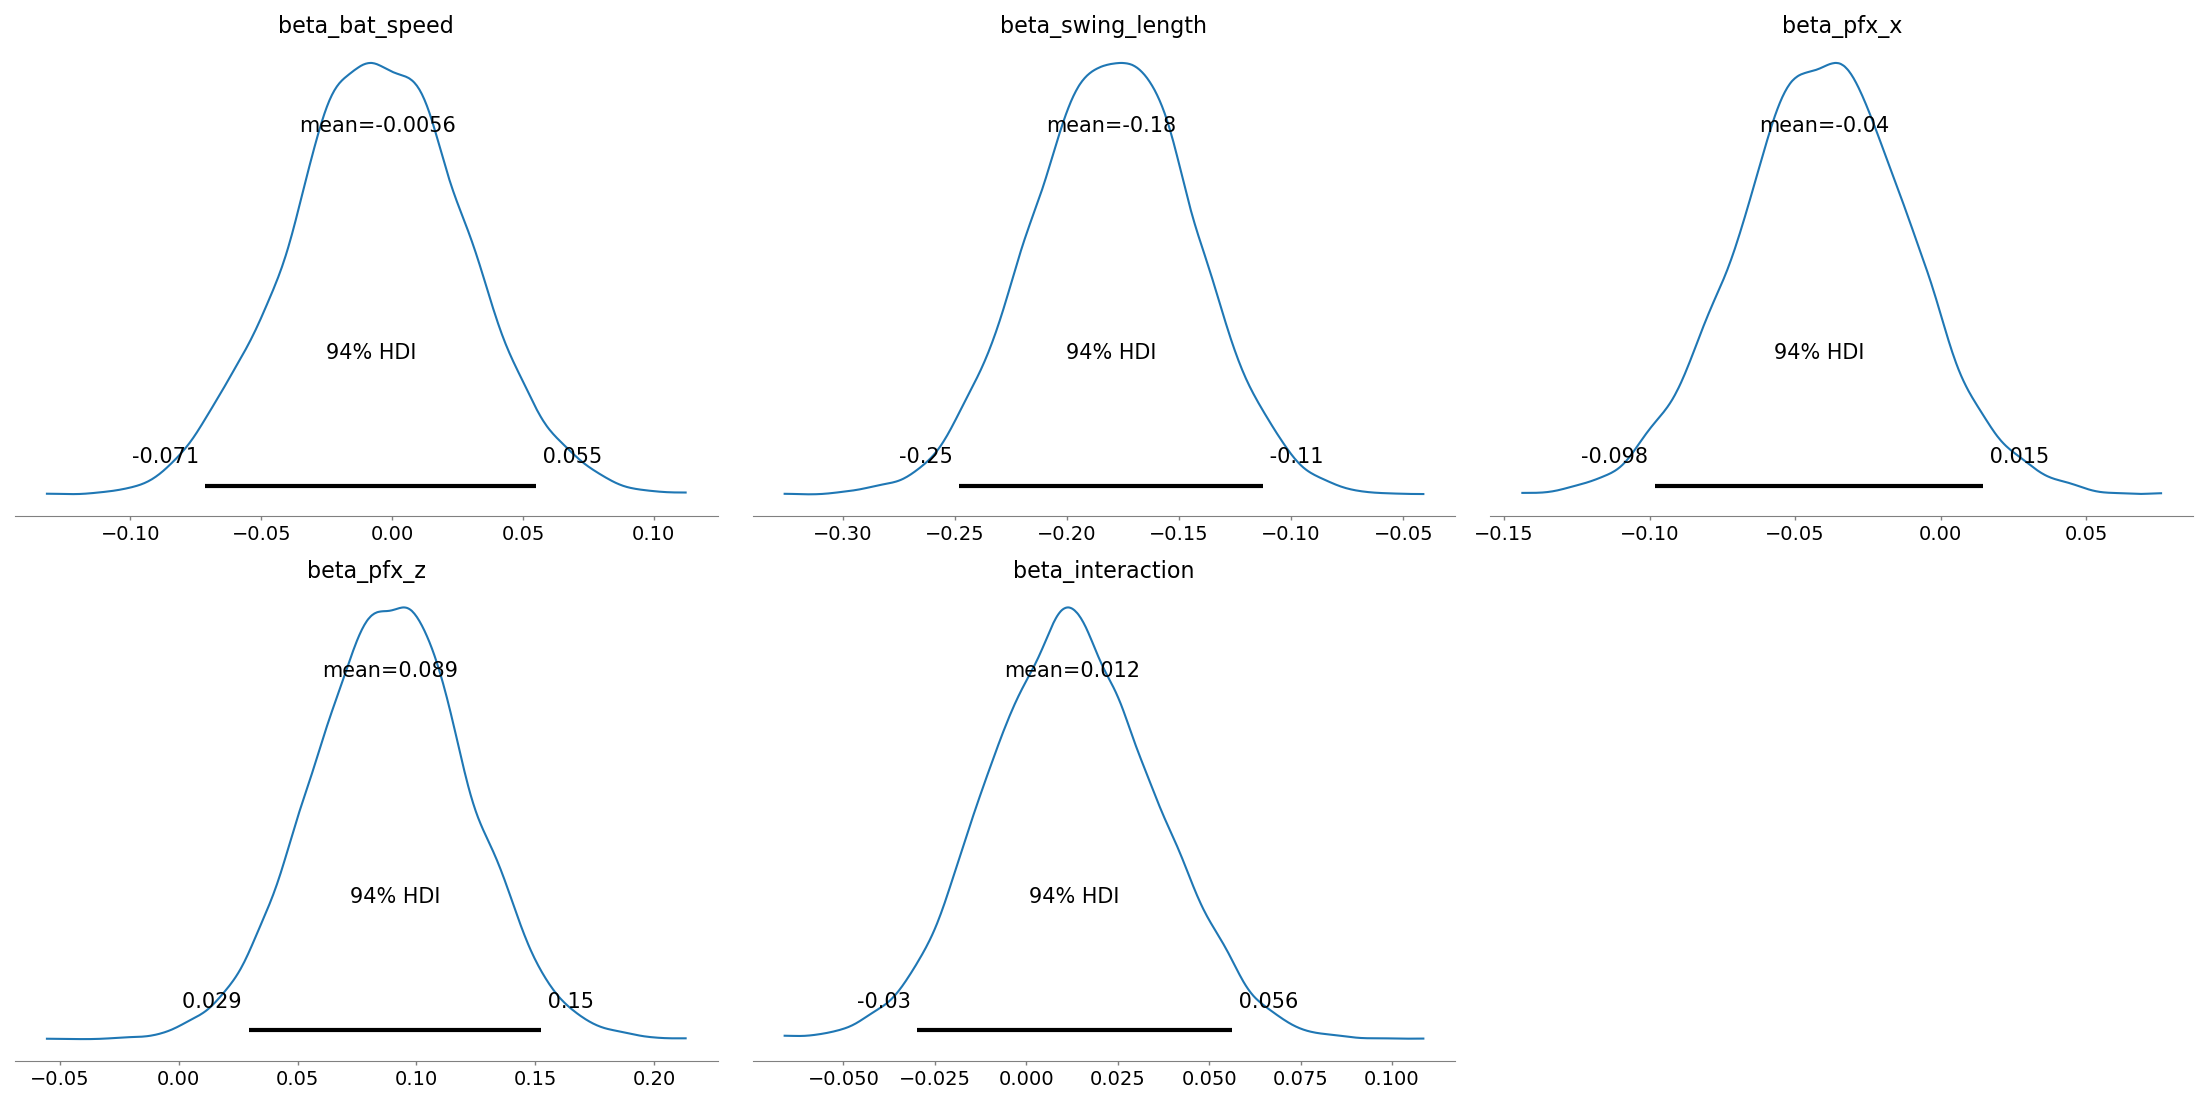 beta_bat_speed
mean=-0.0056
94% HDI
-0.071 0.055
−0.10 −0.05 0.00 0.05 0.10
beta_swing_length
mean=-0.18
94% HDI
-0.25 -0.11
−0.30 −0.25 −0.20 −0.15 −0.10 −0.05
beta_pfx_x
mean=-0.04
94% HDI
-0.098 0.015
−0.15 −0.10 −0.05 0.00 0.05
beta_pfx_z
mean=0.089
94% HDI
0.029 0.15
−0.05 0.00 0.05 0.10 0.15 0.20
beta_interaction
mean=0.012
94% HDI
-0.03 0.056
−0.050 −0.025 0.000 0.025 0.050 0.075 0.100